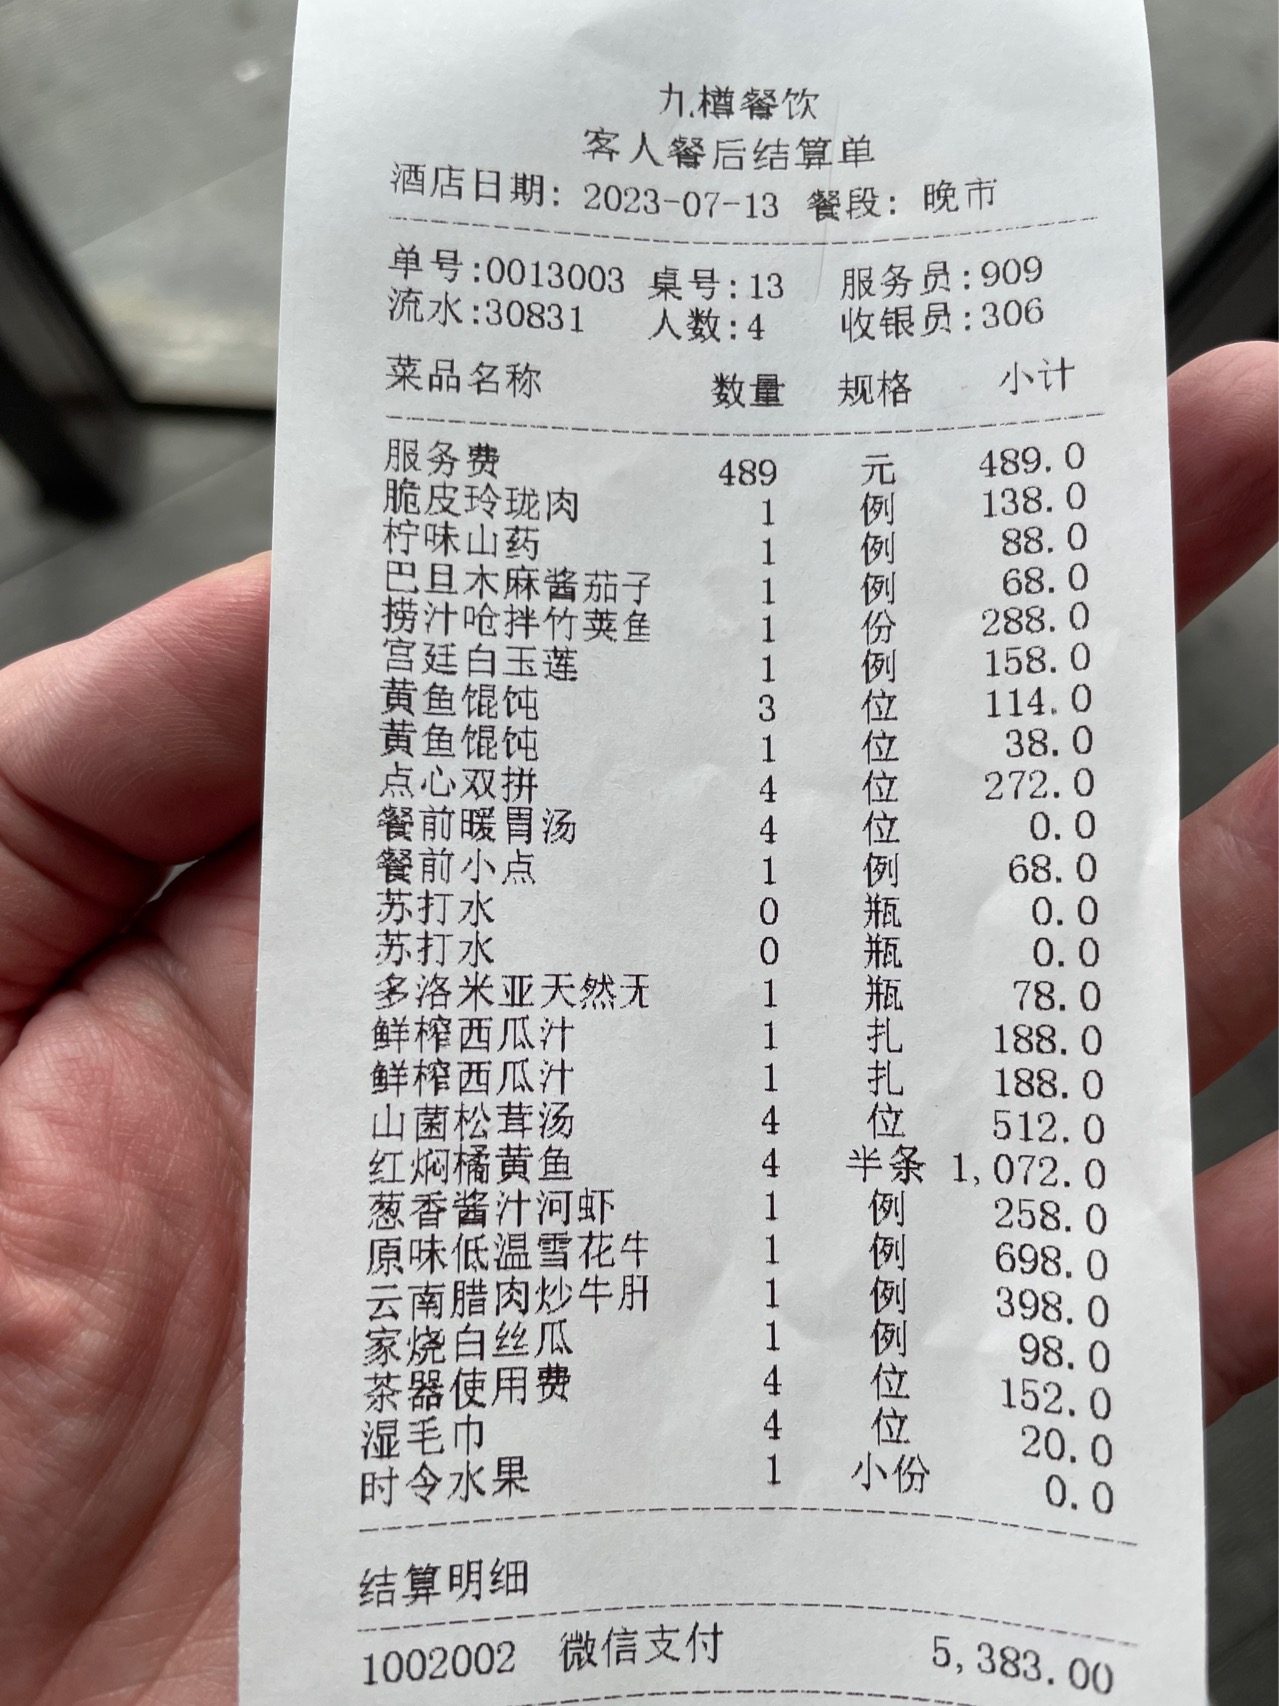 九樽餐饮
客人餐后结算单
酒店日期: 2023-07-13 餐段: 晚市
单号:0013003 桌号:13 服务员:909
流水:30831 人数:4 收银员:306
菜品名称 数量 规格 小计
服务费 489 元 489.0
脆皮玲珑肉 1 例 138.0
柠味山药 1 例 88.0
巴旦木麻酱茄子 1 例 68.0
捞汁呛拌竹荚鱼 1 份 288.0
宫廷白玉莲 1 例 158.0
黄鱼馄饨 3 位 114.0
黄鱼馄饨 1 位 38.0
点心双拼 4 位 272.0
餐前暖胃汤 4 位 0.0
餐前小点 1 例 68.0
苏打水 0 瓶 0.0
苏打水 0 瓶 0.0
多洛米亚天然无 1 瓶 78.0
鲜榨西瓜汁 1 扎 188.0
鲜榨西瓜汁 1 扎 188.0
山菌松茸汤 4 位 512.0
红焖橘黄鱼 4 半条 1,072.0
葱香酱汁河虾 1 例 258.0
原味低温雪花牛 1 例 698.0
云南腊肉炒牛肝 1 例 398.0
家烧白丝瓜 1 例 98.0
茶器使用费 4 位 152.0
湿毛巾 4 位 20.0
时令水果 1 小份 0.0
结算明细
1002002 微信支付 5,383.00